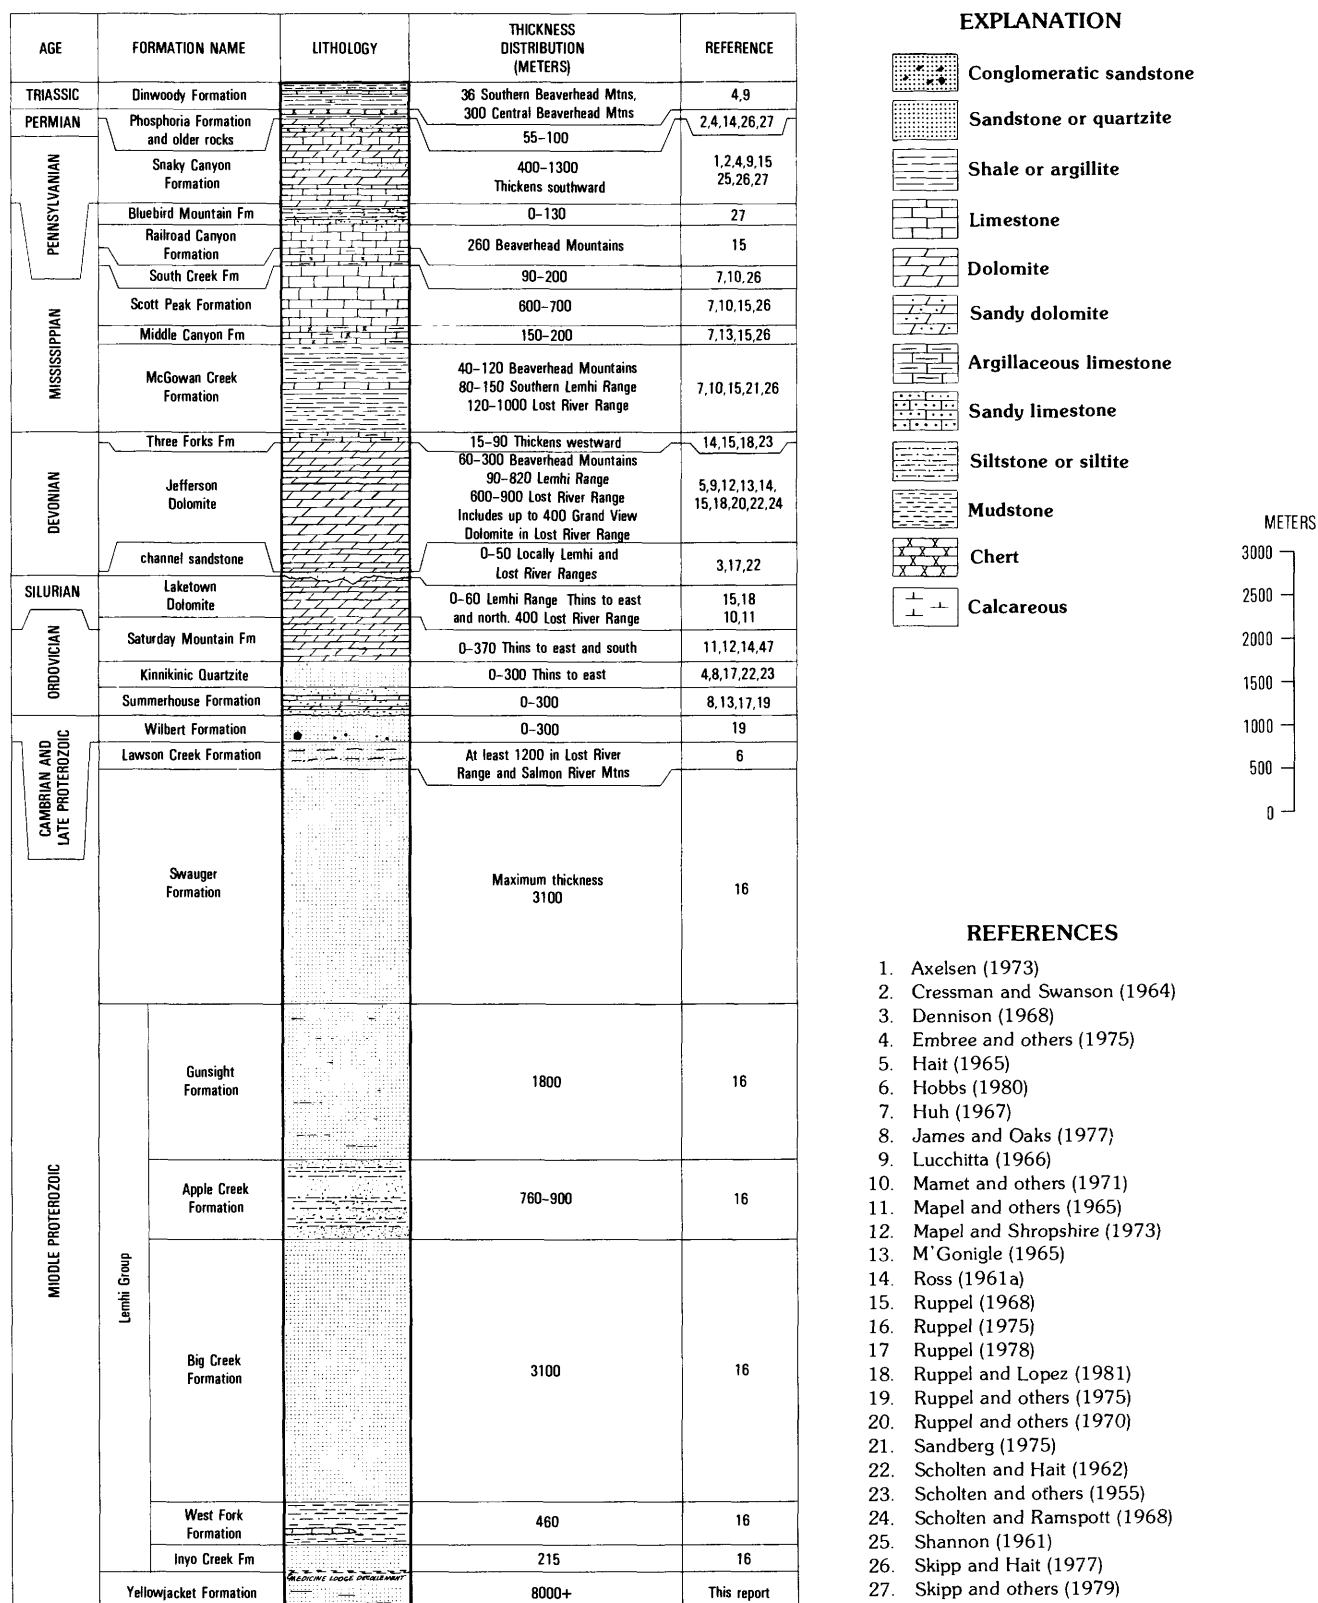 AGE
FORMATION NAME
LITHOLOGY
THICKNESS
DISTRIBUTION
(METERS)
REFERENCE
TRIASSIC
Dinwoody Formation
36 Southern Beaverhead Mtns,
300 Central Beaverhead Mtns
4,9
PERMIAN
Phosphoria Formation
and older rocks
55–100
2,4,14,26,27
PENNSYLVANIAN
Snaky Canyon
Formation
400–1300
Thickens southward
1,2,4,9,15
25,26,27
Bluebird Mountain Fm
0–130
27
Railroad Canyon
Formation
260 Beaverhead Mountains
15
MISSISSIPPIAN
South Creek Fm
90–200
7,10,26
Scott Peak Formation
600–700
7,10,15,26
Middle Canyon Fm
150–200
7,13,15,26
McGowan Creek
Formation
40–120 Beaverhead Mountains
80–150 Southern Lemhi Range
120–1000 Lost River Range
7,10,15,21,26
DEVONIAN
Three Forks Fm
15–90 Thickens westward
14,15,18,23
Jefferson
Dolomite
60–300 Beaverhead Mountains
90–820 Lemhi Range
600–900 Lost River Range
Includes up to 400 Grand View
Dolomite in Lost River Range
5,9,12,13,14,
15,18,20,22,24
channel sandstone
0–50 Locally Lemhi and
Lost River Ranges
3,17,22
SILURIAN
Laketown
Dolomite
0–60 Lemhi Range Thins to east
and north. 400 Lost River Range
15,18
10,11
ORDOVICIAN
Saturday Mountain Fm
0–370 Thins to east and south
11,12,14,47
Kinnikinic Quartzite
0–300 Thins to east
4,8,17,22,23
Summerhouse Formation
0–300
8,13,17,19
CAMBRIAN AND
LATE PROTEROZOIC
Wilbert Formation
0–300
19
Lawson Creek Formation
At least 1200 in Lost River
Range and Salmon River Mtns
6
Swauger
Formation
Maximum thickness
3100
16
MIDDLE PROTEROZOIC
Lemhi Group
Gunsight
Formation
1800
16
Apple Creek
Formation
760–900
16
Big Creek
Formation
3100
16
West Fork
Formation
460
16
Inyo Creek Fm
215
16
MEDICINE LODGE DECOLLEMENT
Yellowjacket Formation
8000+
This report
EXPLANATION
Conglomeratic sandstone
Sandstone or quartzite
Shale or argillite
Limestone
Dolomite
Sandy dolomite
Argillaceous limestone
Sandy limestone
Siltstone or siltite
Mudstone
Chert
Calcareous
METERS
3000
2500
2000
1500
1000
500
0
REFERENCES
1. Axelsen (1973)
2. Cressman and Swanson (1964)
3. Dennison (1968)
4. Embree and others (1975)
5. Hait (1965)
6. Hobbs (1980)
7. Huh (1967)
8. James and Oaks (1977)
9. Lucchitta (1966)
10. Mamet and others (1971)
11. Mapel and others (1965)
12. Mapel and Shropshire (1973)
13. M'Gonigle (1965)
14. Ross (1961a)
15. Ruppel (1968)
16. Ruppel (1975)
17 Ruppel (1978)
18. Ruppel and Lopez (1981)
19. Ruppel and others (1975)
20. Ruppel and others (1970)
21. Sandberg (1975)
22. Scholten and Hait (1962)
23. Scholten and others (1955)
24. Scholten and Ramspott (1968)
25. Shannon (1961)
26. Skipp and Hait (1977)
27. Skipp and others (1979)